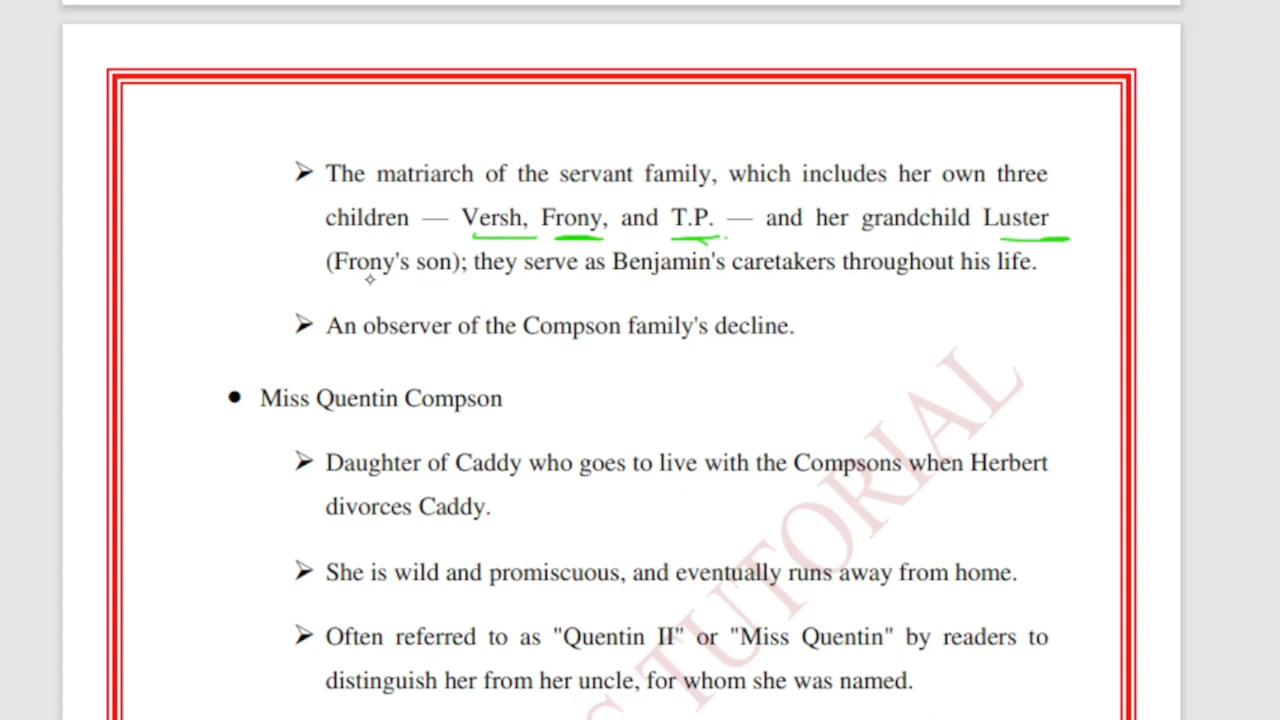 ➢ The matriarch of the servant family, which includes her own three
children — Versh, Frony, and T.P. — and her grandchild Luster
(Frony's son); they serve as Benjamin's caretakers throughout his life.
➢ An observer of the Compson family's decline.
● Miss Quentin Compson
➢ Daughter of Caddy who goes to live with the Compsons when Herbert
divorces Caddy.
➢ She is wild and promiscuous, and eventually runs away from home.
➢ Often referred to as "Quentin II" or "Miss Quentin" by readers to
distinguish her from her uncle, for whom she was named.
S TUTORIAL